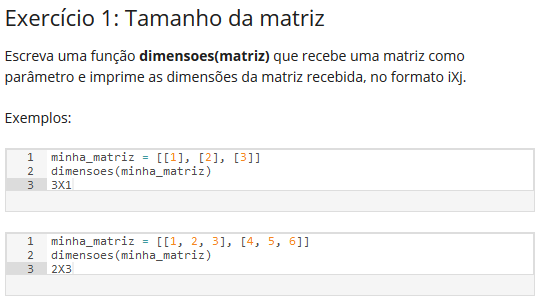 Exercício 1: Tamanho da matriz
Escreva uma função dimensoes(matriz) que recebe uma matriz como
parâmetro e imprime as dimensões da matriz recebida, no formato iXj.
Exemplos:
1 minha_matriz = [[1], [2], [3]]
2 dimensoes(minha_matriz)
3 3X1
1 minha_matriz = [[1, 2, 3], [4, 5, 6]]
2 dimensoes(minha_matriz)
3 2X3